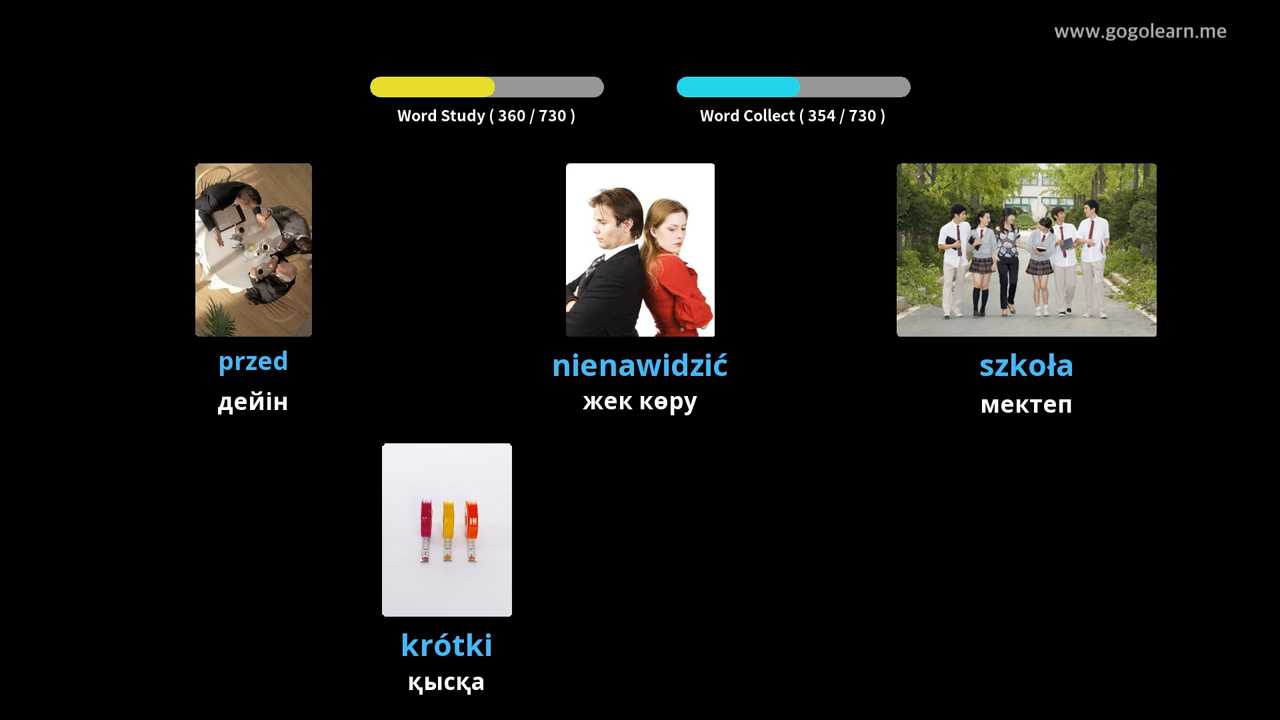 www.gogolearn.me
Word Study ( 360 / 730 )
Word Collect ( 354 / 730 )
przed
дейін
nienawidzić
жек көру
szkoła
мектеп
krótki
қысқа